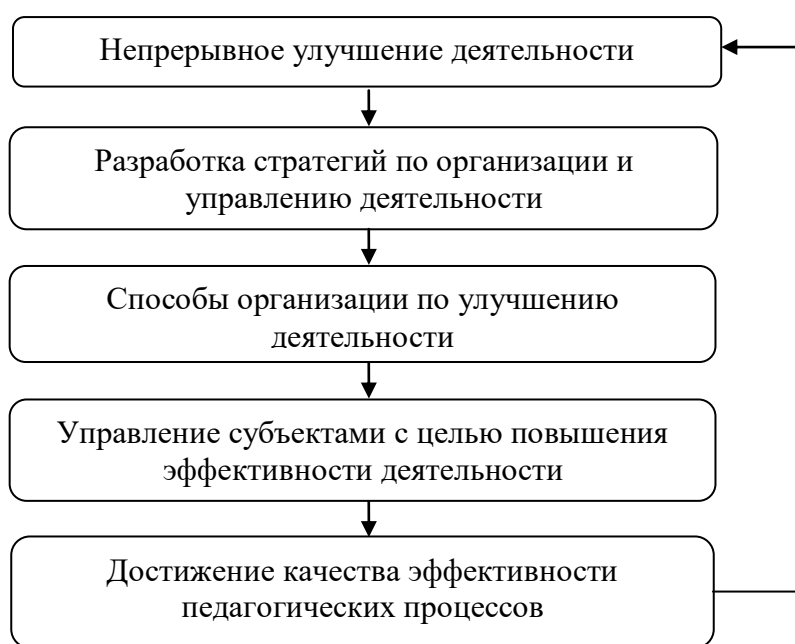 Непрерывное улучшение деятельности
Разработка стратегий по организации и
управлению деятельности
Способы организации по улучшению
деятельности
Управление субъектами с целью повышения
эффективности деятельности
Достижение качества эффективности
педагогических процессов